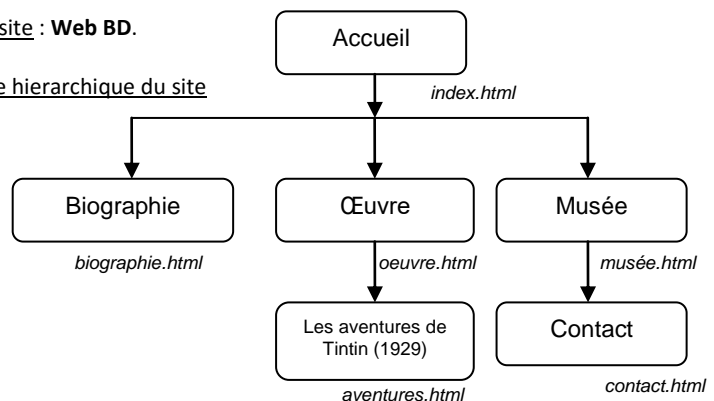 site : Web BD.
Accueil
e hierarchique du site
index.html
Biographie
Œuvre
Musée
biographie.html
oeuvre.html
musée.html
Les aventures de
Tintin (1929)
Contact
aventures.html
contact.html